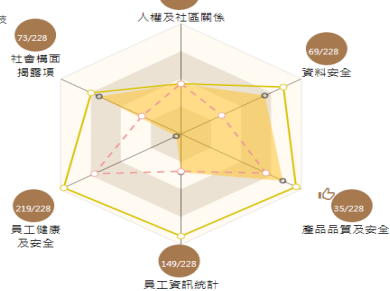 技
人權及社區關係
73/228
社會構面
揭露項
69/228
資料安全
219/228
員工健康
及安全
35/228
產品品質及安全
149/228
員工資訊統計